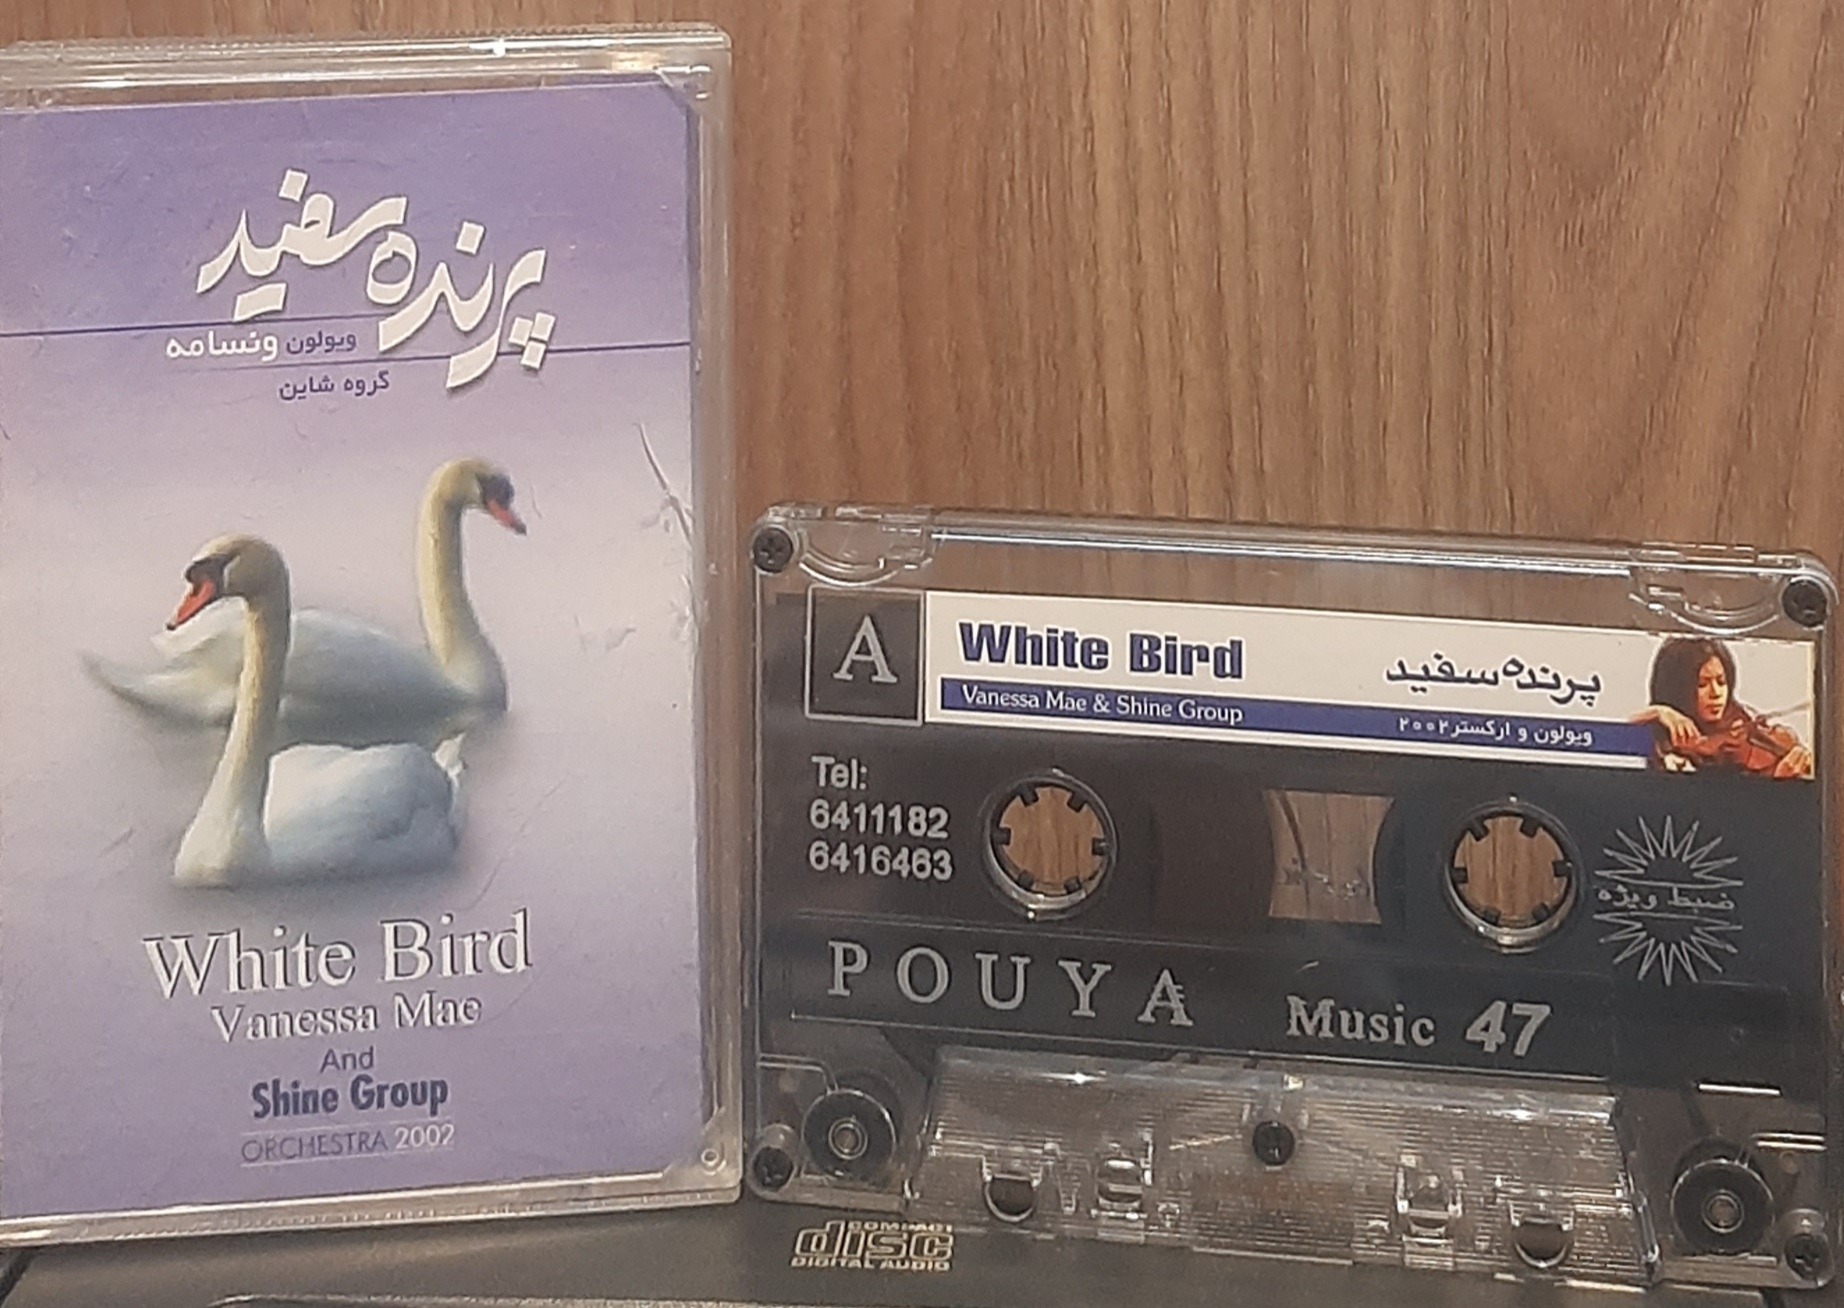 پرنده سفید
ویولون ونسامه
گروه شاین
White Bird
Vanessa Mae
And
Shine Group
ORCHESTRA 2002
A
White Bird
پرنده سفید
Vanessa Mae & Shine Group
ویولون و ارکستر ۲۰۰۲
Tel:
6411182
6416463
ضبط ویژه
POUYA Music 47
COMPACT
disc
DIGITAL AUDIO